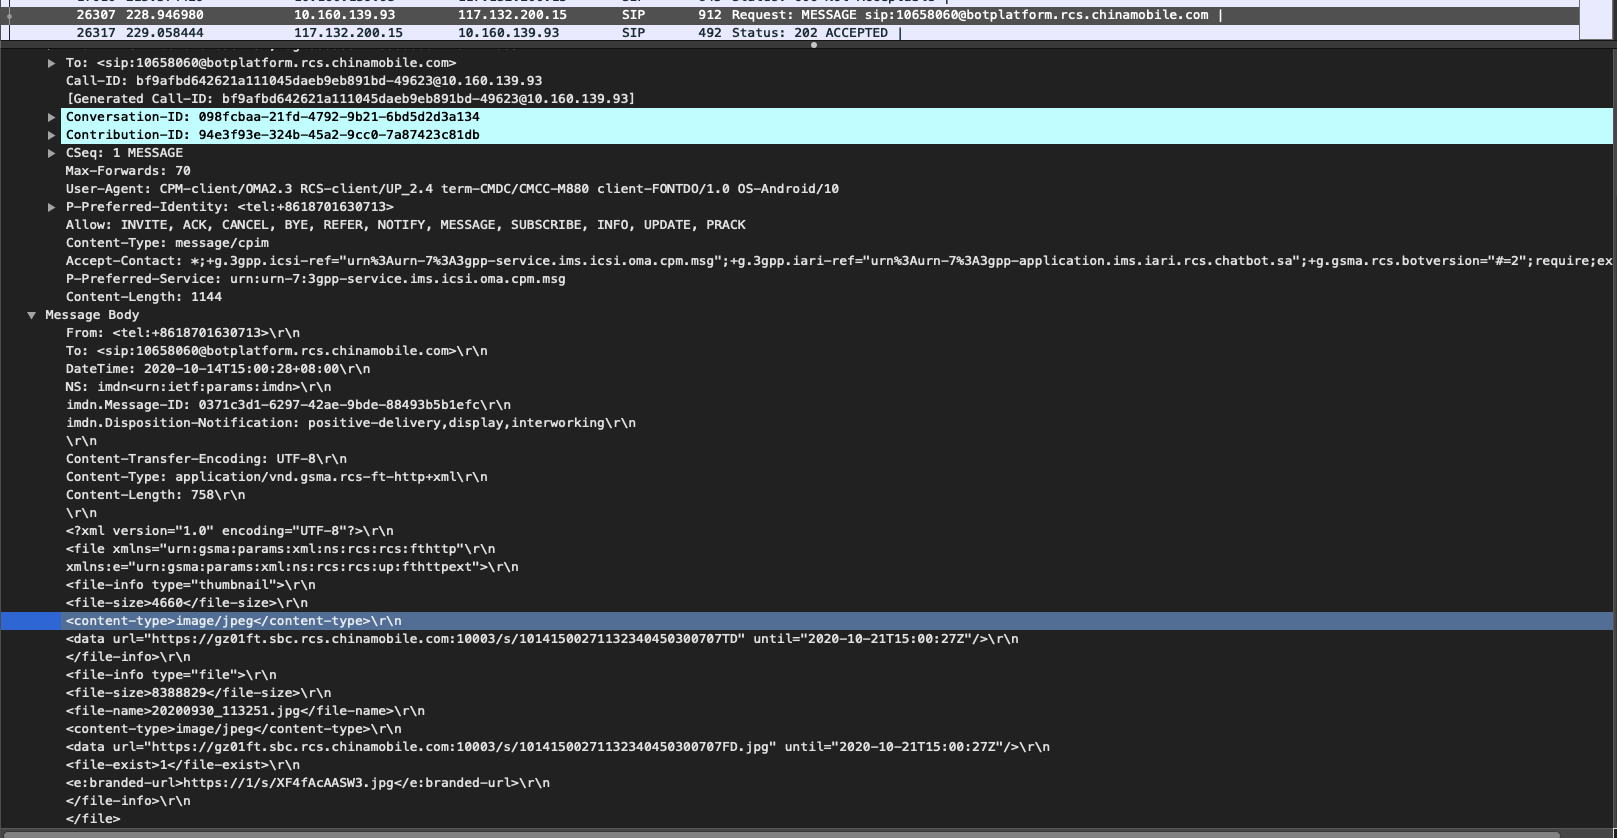 26307 228.946980 10.160.139.93 117.132.200.15 SIP 912 Request: MESSAGE sip:10658060@botplatform.rcs.chinamobile.com |
26317 229.058444 117.132.200.15 10.160.139.93 SIP 492 Status: 202 ACCEPTED |
To: <sip:10658060@botplatform.rcs.chinamobile.com>
Call-ID: bf9afbd642621a111045daeb9eb891bd-49623@10.160.139.93
[Generated Call-ID: bf9afbd642621a111045daeb9eb891bd-49623@10.160.139.93]
Conversation-ID: 098fcbaa-21fd-4792-9b21-6bd5d2d3a134
Contribution-ID: 94e3f93e-324b-45a2-9cc0-7a87423c81db
CSeq: 1 MESSAGE
Max-Forwards: 70
User-Agent: CPM-client/OMA2.3 RCS-client/UP_2.4 term-CMDC/CMCC-M880 client-FONTDO/1.0 OS-Android/10
P-Preferred-Identity: <tel:+8618701630713>
Allow: INVITE, ACK, CANCEL, BYE, REFER, NOTIFY, MESSAGE, SUBSCRIBE, INFO, UPDATE, PRACK
Content-Type: message/cpim
Accept-Contact: *;+g.3gpp.icsi-ref="urn%3Aurn-7%3A3gpp-service.ims.icsi.oma.cpm.msg";+g.3gpp.iari-ref="urn%3Aurn-7%3A3gpp-application.ims.iari.rcs.chatbot.sa";+g.gsma.rcs.botversion="#=2";require;ex
P-Preferred-Service: urn:urn-7:3gpp-service.ims.icsi.oma.cpm.msg
Content-Length: 1144
Message Body
From: <tel:+8618701630713>\r\n
To: <sip:10658060@botplatform.rcs.chinamobile.com>\r\n
DateTime: 2020-10-14T15:00:28+08:00\r\n
NS: imdn<urn:ietf:params:imdn>\r\n
imdn.Message-ID: 0371c3d1-6297-42ae-9bde-88493b5b1efc\r\n
imdn.Disposition-Notification: positive-delivery,display,interworking\r\n
\r\n
Content-Transfer-Encoding: UTF-8\r\n
Content-Type: application/vnd.gsma.rcs-ft-http+xml\r\n
Content-Length: 758\r\n
\r\n
<?xml version="1.0" encoding="UTF-8"?>\r\n
<file xmlns="urn:gsma:params:xml:ns:rcs:rcs:fthttp"\r\n
xmlns:e="urn:gsma:params:xml:ns:rcs:rcs:up:fthttpext">\r\n
<file-info type="thumbnail">\r\n
<file-size>4660</file-size>\r\n
<content-type>image/jpeg</content-type>\r\n
<data url="https://gz01ft.sbc.rcs.chinamobile.com:10003/s/10141500271132340450300707TD" until="2020-10-21T15:00:27Z"/>\r\n
</file-info>\r\n
<file-info type="file">\r\n
<file-size>8388829</file-size>\r\n
<file-name>20200930_113251.jpg</file-name>\r\n
<content-type>image/jpeg</content-type>\r\n
<data url="https://gz01ft.sbc.rcs.chinamobile.com:10003/s/10141500271132340450300707FD.jpg" until="2020-10-21T15:00:27Z"/>\r\n
<file-exist>1</file-exist>\r\n
<e:branded-url>https://1/s/XF4fAcAASW3.jpg</e:branded-url>\r\n
</file-info>\r\n
</file>